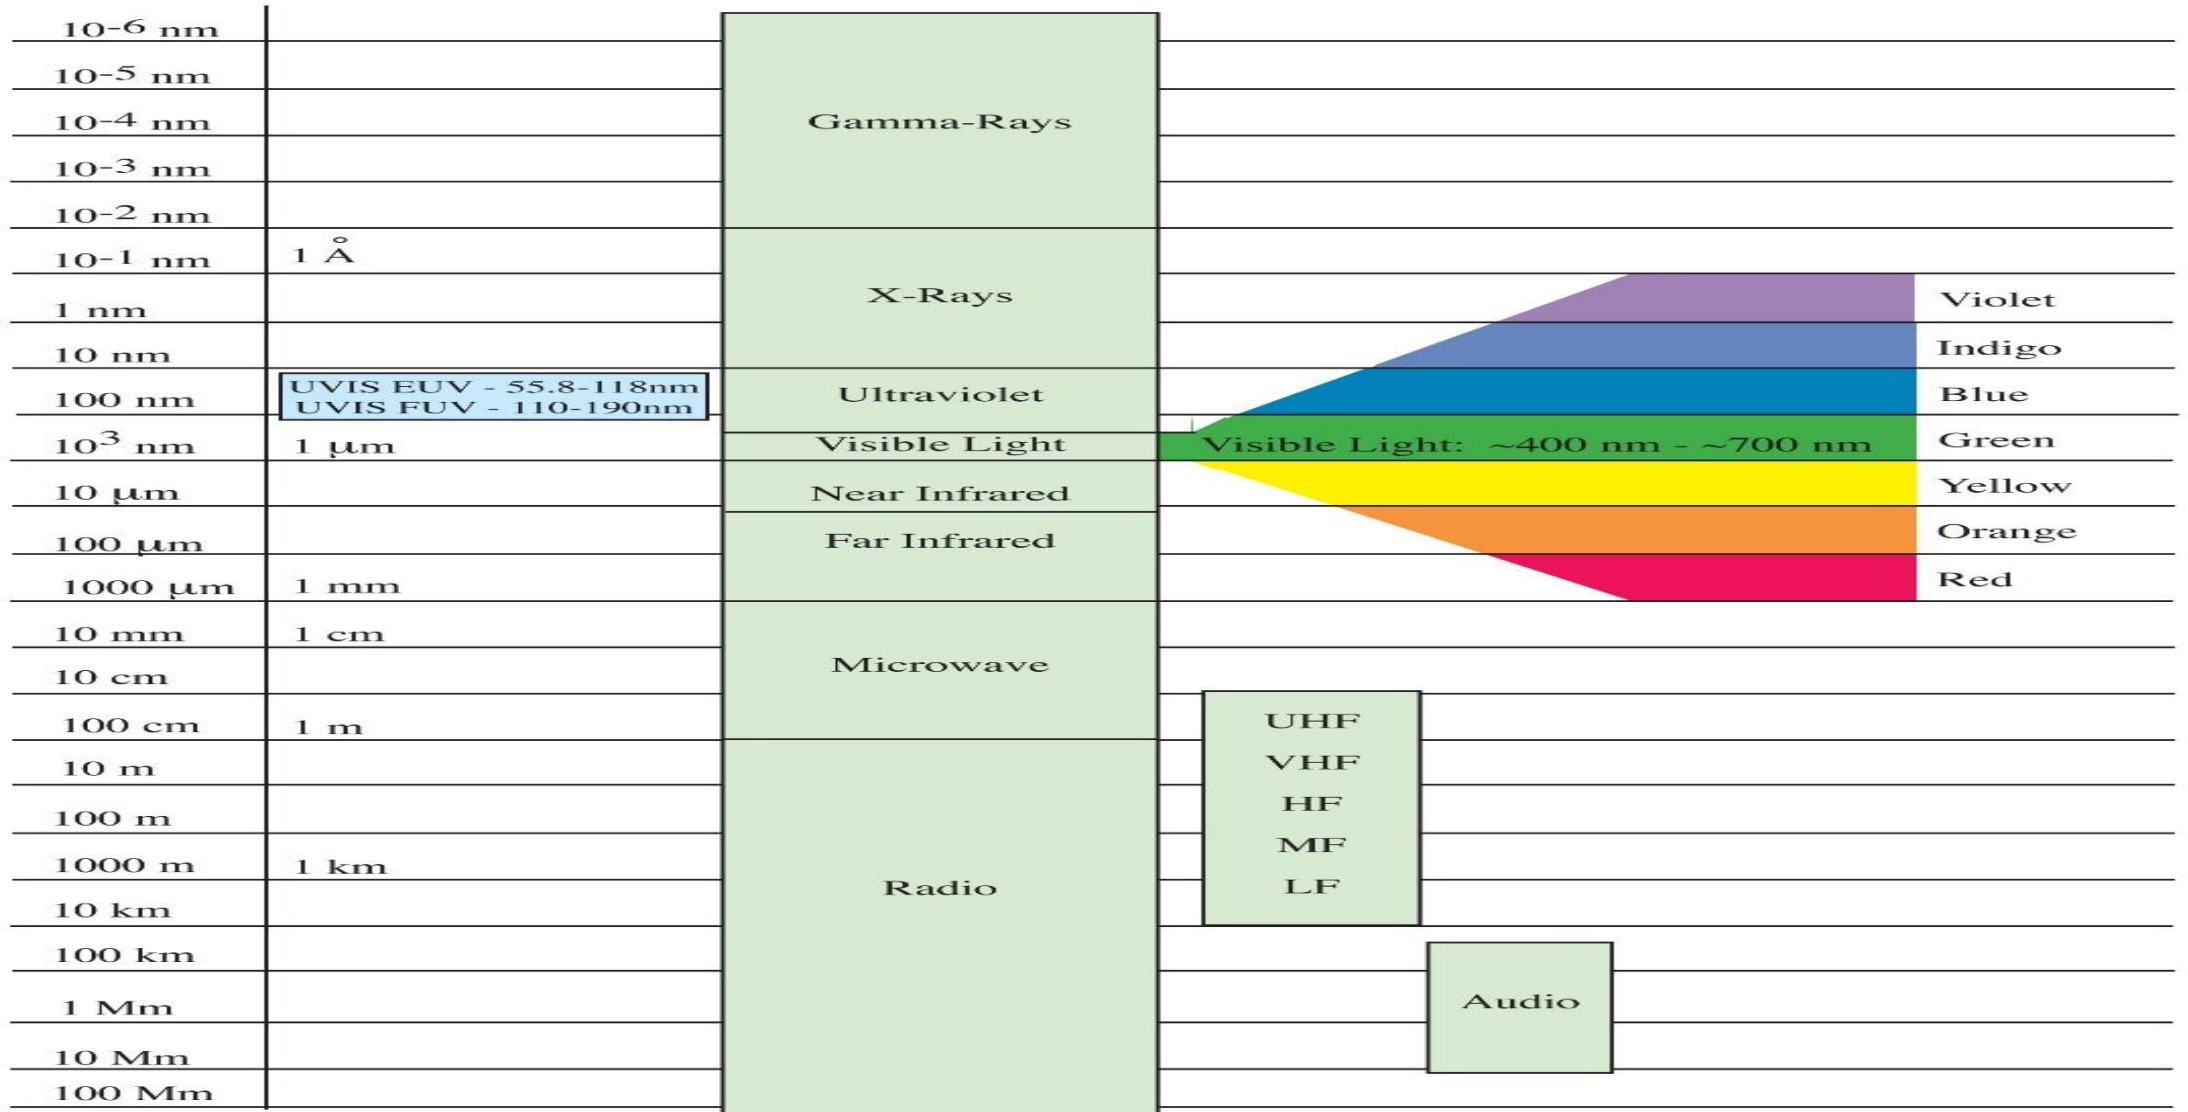 10-6 nm
10-5 nm
10-4 nm
Gamma-Rays
10-3 nm
10-2 nm
10-1 nm
1 Å
X-Rays
1 nm
Violet
10 nm
Indigo
100 nm
UVIS EUV - 55.8-118nm
UVIS FUV - 110-190nm
Ultraviolet
Blue
10³ nm
1 µm
Visible Light
Visible Light: ~400 nm - ~700 nm
Green
10 µm
Near Infrared
Yellow
100 µm
Far Infrared
Orange
1000 µm
1 mm
Red
10 mm
1 cm
Microwave
10 cm
100 cm
1 m
UHF
10 m
VHF
100 m
HF
MF
1000 m
1 km
Radio
LF
10 km
100 km
1 Mm
Audio
10 Mm
100 Mm